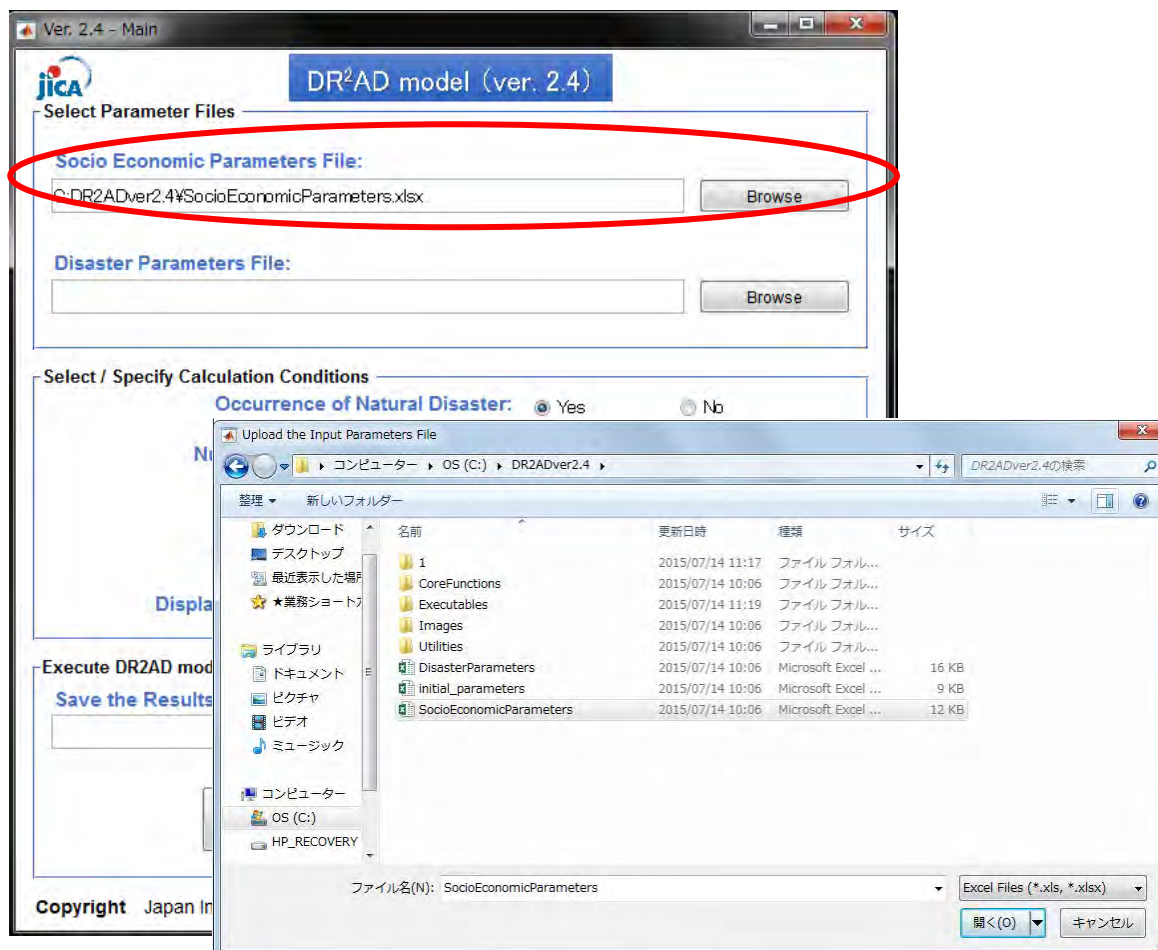 Ver. 2.4 - Main
JICA
DR²AD model (ver. 2.4)
Select Parameter Files
Socio Economic Parameters File:
C:DR2ADver2.4¥SocioEconomicParameters.xlsx
Browse
Disaster Parameters File:
Browse
Select / Specify Calculation Conditions
Occurrence of Natural Disaster: Yes No
Displa
Execute DR2AD mod
Save the Results
Copyright Japan In
Upload the Input Parameters File
コンピューター OS (C:) DR2ADver2.4
DR2ADver2.4の検索
整理 新しいフォルダー
ダウンロード
デスクトップ
最近表示した場所
★業務ショート
ライブラリ
ドキュメント
ピクチャ
ビデオ
ミュージック
コンピューター
OS (C:)
HP_RECOVERY
名前 更新日時 種類 サイズ
1 2015/07/14 11:17 ファイル フォル...
CoreFunctions 2015/07/14 10:06 ファイル フォル...
Executables 2015/07/14 11:19 ファイル フォル...
Images 2015/07/14 10:06 ファイル フォル...
Utilities 2015/07/14 10:06 ファイル フォル...
DisasterParameters 2015/07/14 10:06 Microsoft Excel ... 16 KB
initial_parameters 2015/07/14 10:06 Microsoft Excel ... 9 KB
SocioEconomicParameters 2015/07/14 10:06 Microsoft Excel ... 12 KB
ファイル名(N): SocioEconomicParameters
Excel Files (*.xls, *.xlsx)
開く(O) キャンセル